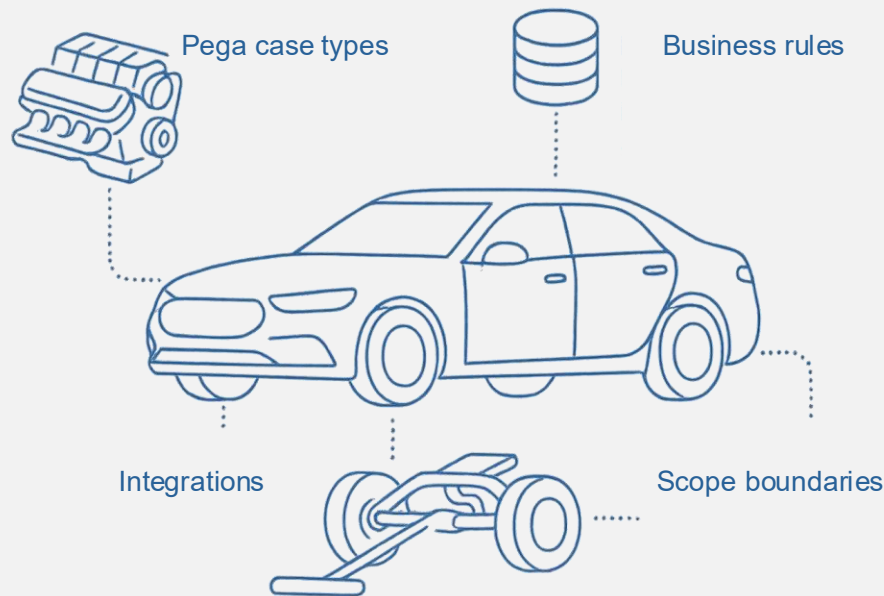 Pega case types
Business rules
Integrations
Scope boundaries